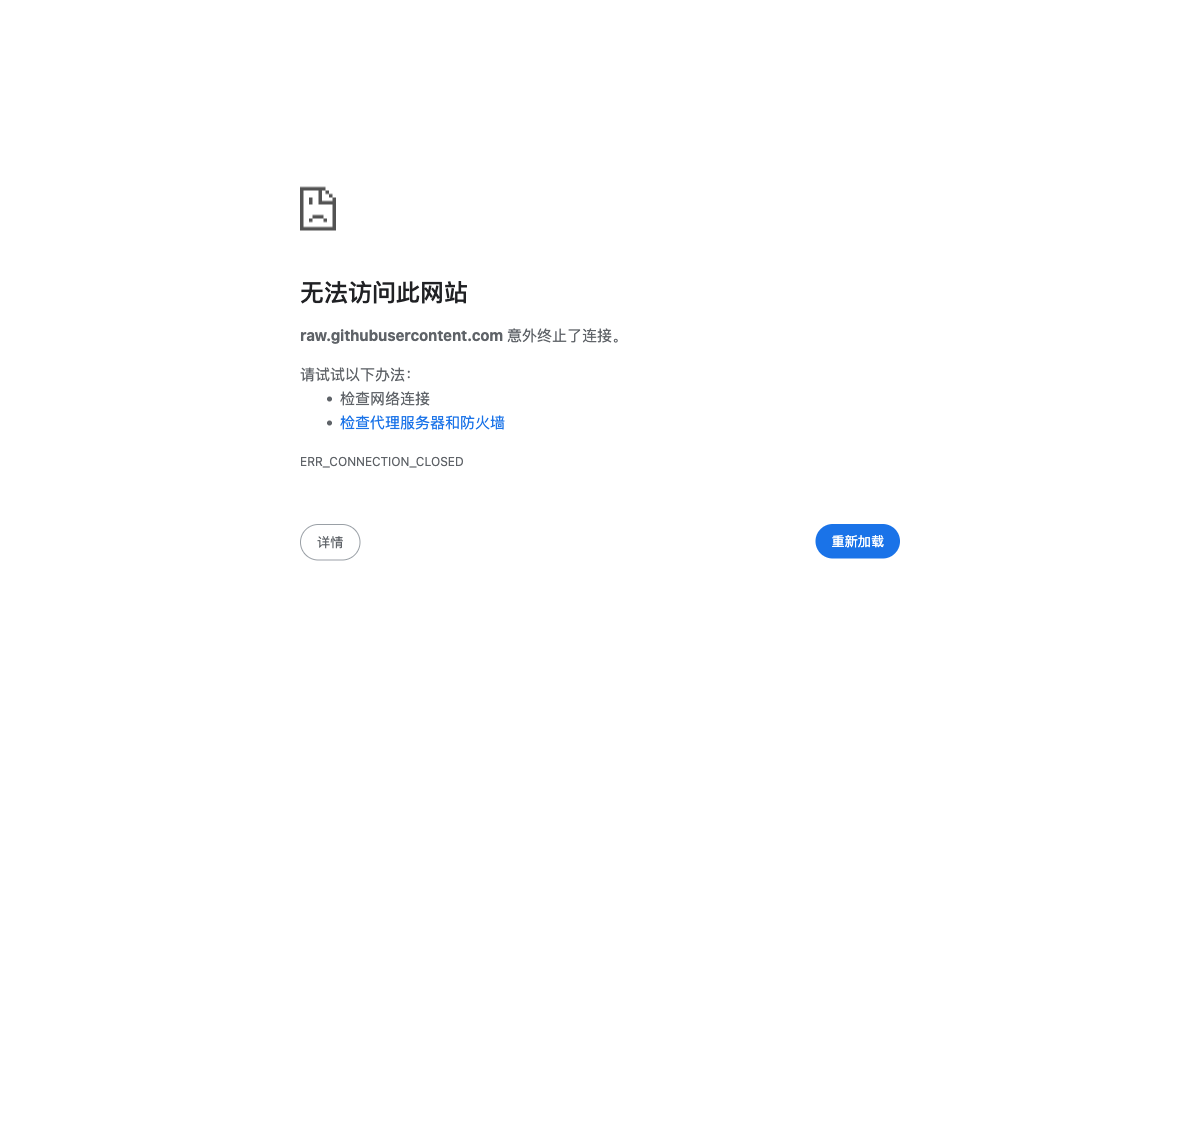 无法访问此网站
raw.githubusercontent.com 意外终止了连接。
请试试以下办法：
• 检查网络连接
• 检查代理服务器和防火墙
ERR_CONNECTION_CLOSED
详情
重新加载